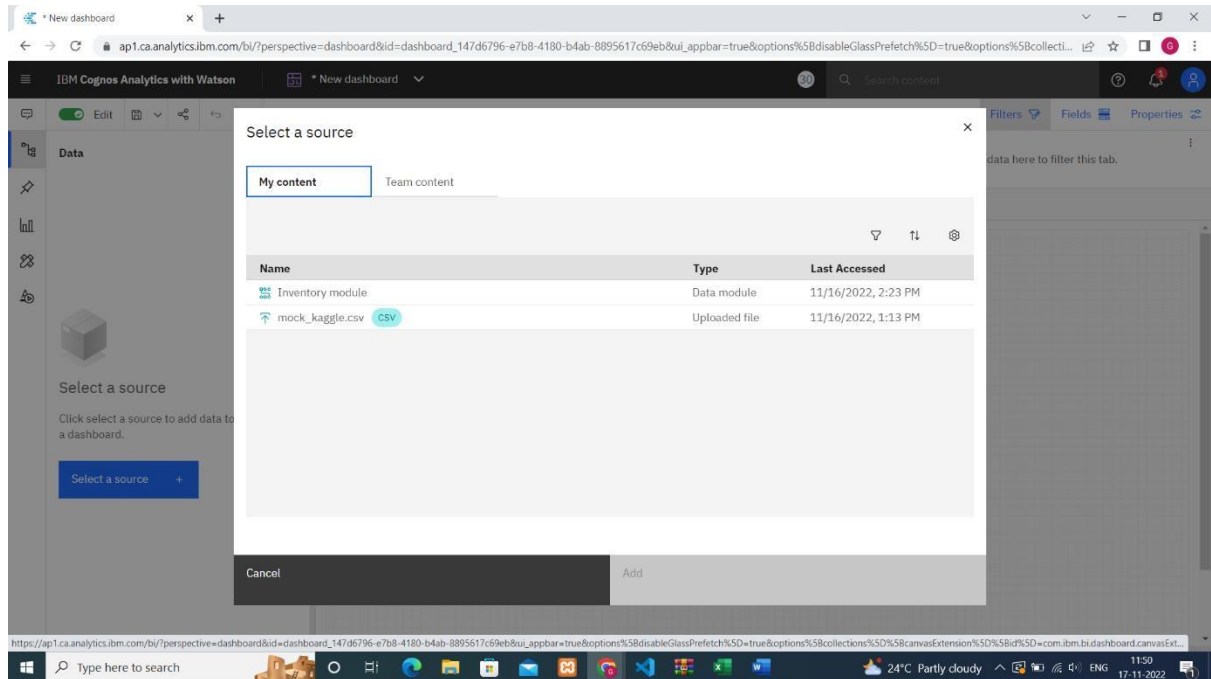 * New dashboard
ap1.ca.analytics.ibm.com/bi/?perspective=dashboard&id=dashboard_147d6796-e7b8-4180-b4ab-8895617c69eb&ui_appbar=true&options%5BdisableGlassPrefetch%5D=true&options%5Bcollecti...
G
IBM Cognos Analytics with Watson
* New dashboard
30
Search content
1
Edit
Filters
Fields
Properties
Data
data here to filter this tab.
Select a source
My content
Team content
Name Type Last Accessed
Inventory module Data module 11/16/2022, 2:23 PM
mock_kaggle.csv CSV Uploaded file 11/16/2022, 1:13 PM
Select a source
Click select a source to add data to
a dashboard.
Select a source +
Cancel
Add
https://ap1.ca.analytics.ibm.com/bi/?perspective=dashboard&id=dashboard_147d6796-e7b8-4180-b4ab-8895617c69eb&ui_appbar=true&options%5BdisableGlassPrefetch%5D=true&options%5Bcollections%5D%5BcanvasExtension%5D%5Bid%5D=com.ibm.bi.dashboard.canvasExt...
Type here to search
24°C Partly cloudy
ENG
11:50
17-11-2022
1